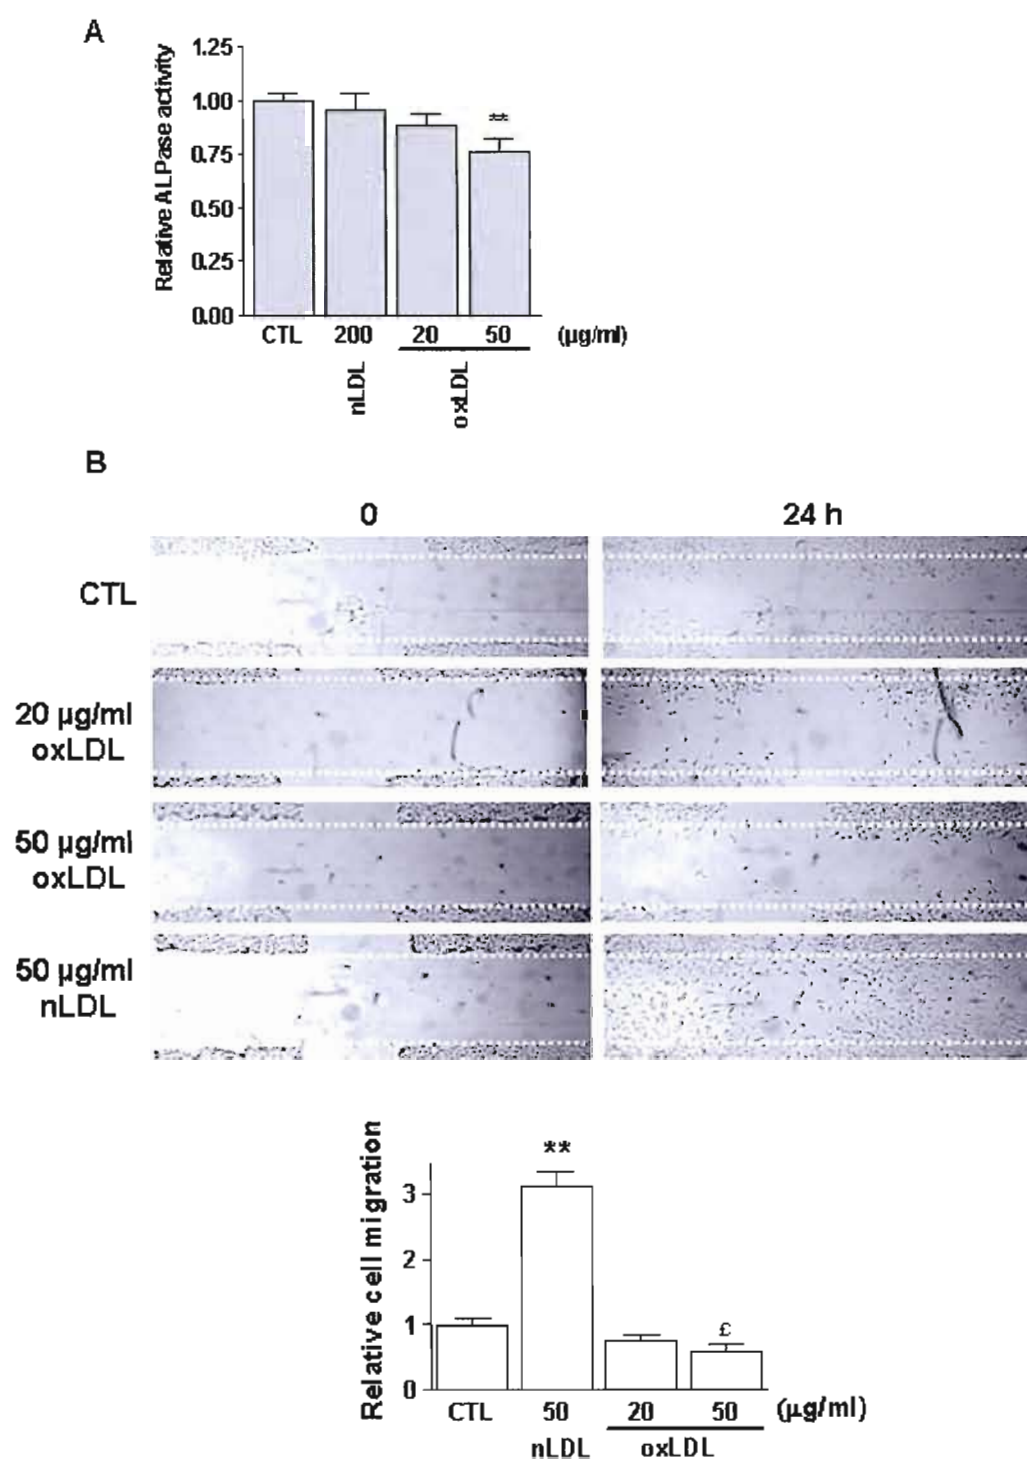 A
Relative ALPase activity
1.25
1.00
0.75
0.50
0.25
0.00
**
CTL 200 20 50 (µg/ml)
nLDL oxLDL
B
0 24 h
CTL
20 µg/ml
oxLDL
50 µg/ml
oxLDL
50 µg/ml
nLDL
Relative cell migration
3
2
1
0
**
£
CTL 50 20 50 (µg/ml)
nLDL oxLDL